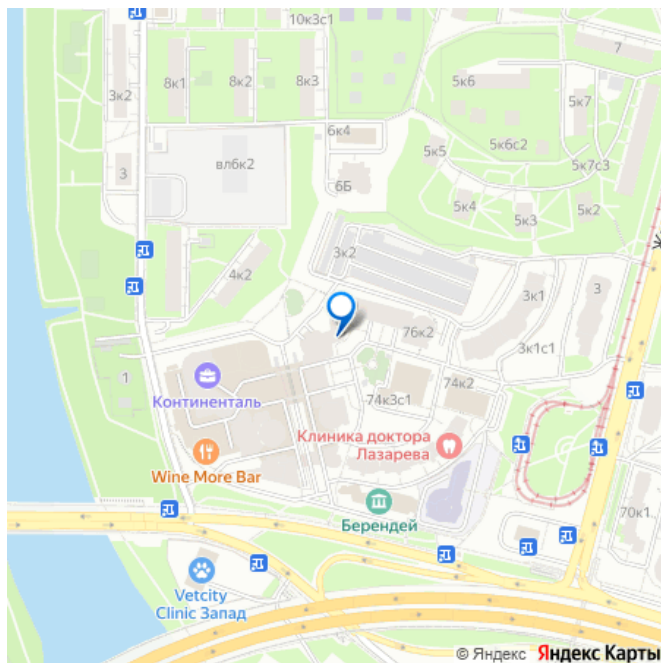 10к3с1
7
8к1
8к2
8к3
5к6
3к2
5к7
6к4
5к6с2
вл6к2
5к5
5к7с3
3
6Б
5к4
5к3
5к2
3к2
4к2
3к1
3
76к2
3к1с1
1
Континенталь
74к2
74к3с1
Клиника доктора
Лазарева
Wine More Bar
Берендей
70к1
Vetcity
Clinic Запад
© Яндекс Яндекс Карты